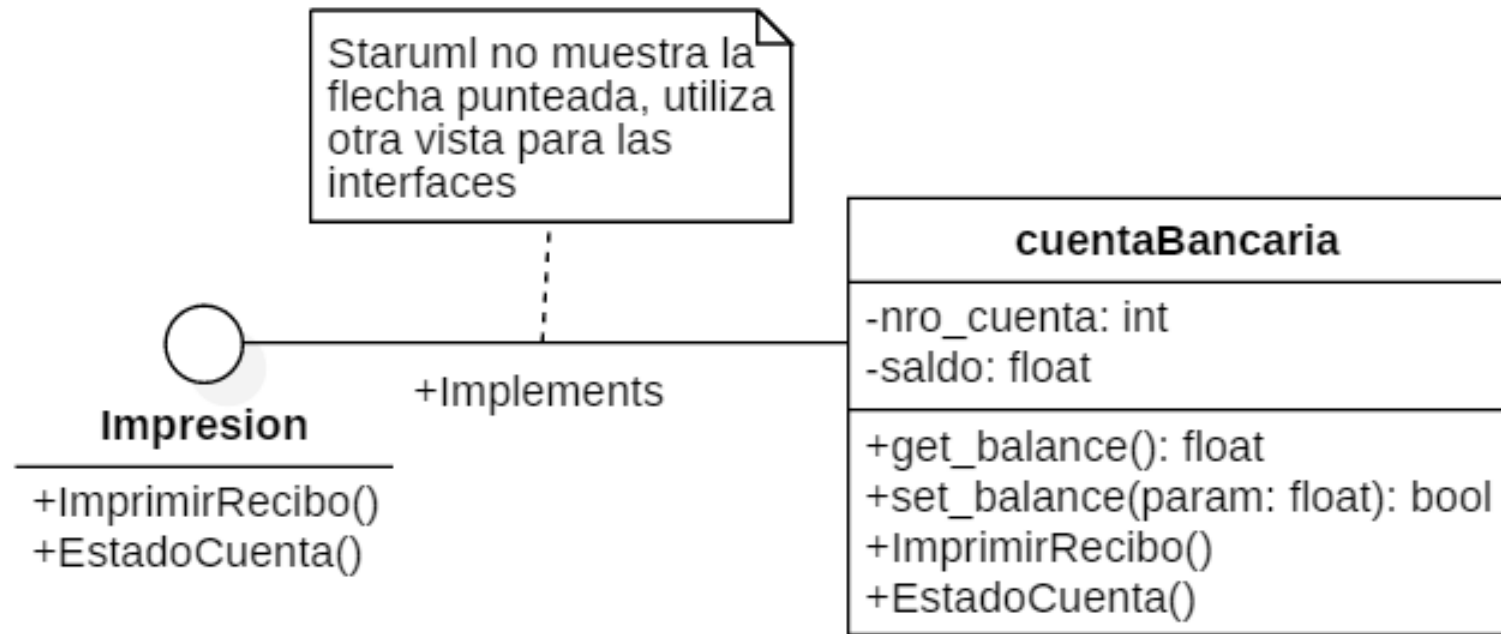 Staruml no muestra la
flecha punteada, utiliza
otra vista para las
interfaces
+Implements
Impresion
+ImprimirRecibo()
+EstadoCuenta()
cuentaBancaria
-nro_cuenta: int
-saldo: float
+get_balance(): float
+set_balance(param: float): bool
+ImprimirRecibo()
+EstadoCuenta()